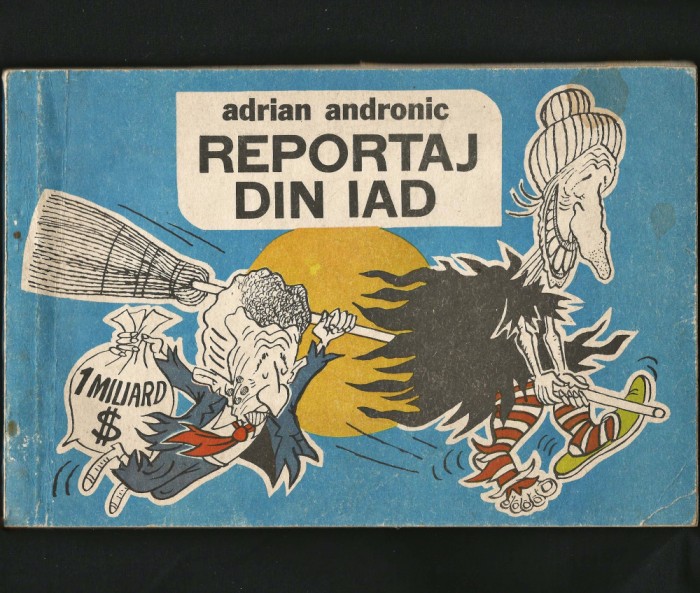 adrian andronic
REPORTAJ
DIN IAD
1 MILIARD
$